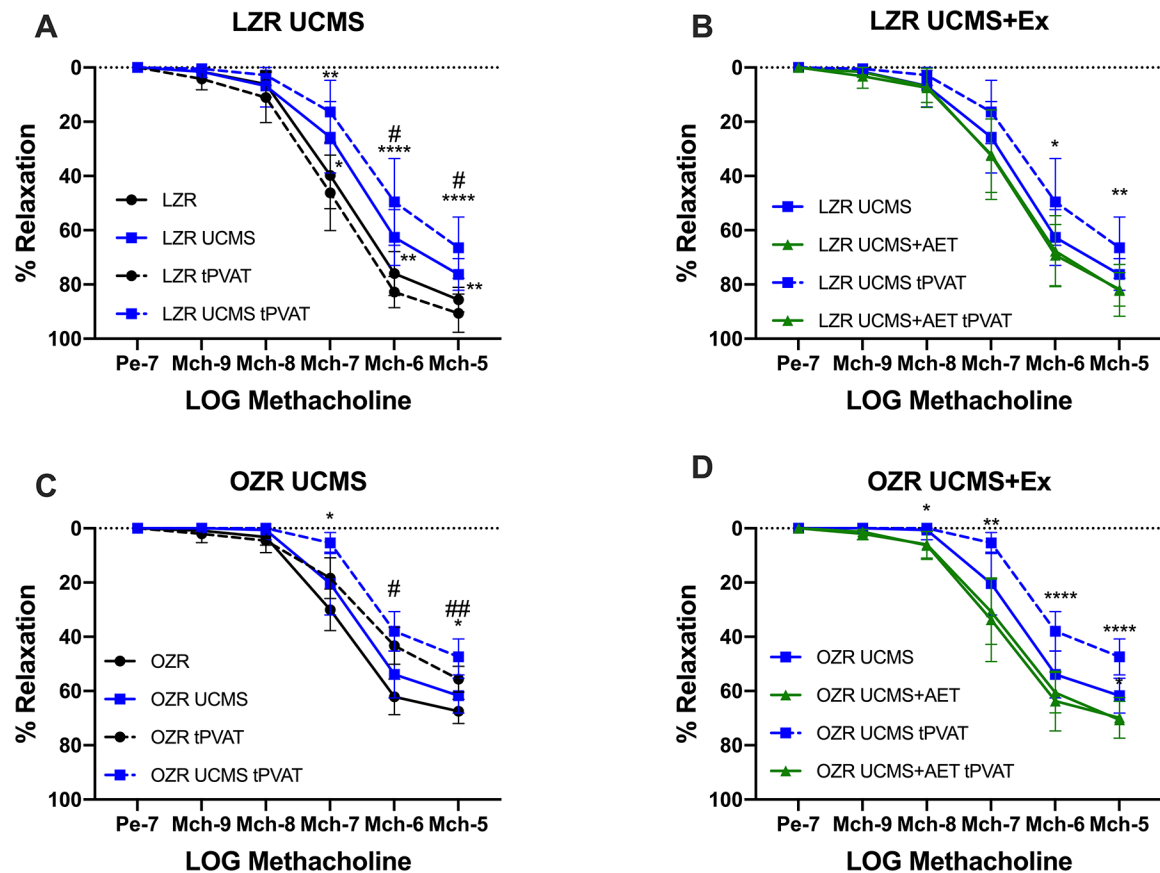 A
LZR UCMS
0
20
40
60
80
100
% Relaxation
**
*
#
****
**
#
****
**
LZR
LZR UCMS
LZR tPVAT
LZR UCMS tPVAT
Pe-7 Mch-9 Mch-8 Mch-7 Mch-6 Mch-5
LOG Methacholine
B
LZR UCMS+Ex
0
20
40
60
80
100
% Relaxation
*
**
LZR UCMS
LZR UCMS+AET
LZR UCMS tPVAT
LZR UCMS+AET tPVAT
Pe-7 Mch-9 Mch-8 Mch-7 Mch-6 Mch-5
LOG Methacholine
C
OZR UCMS
0
20
40
60
80
100
% Relaxation
*
#
##
*
OZR
OZR UCMS
OZR tPVAT
OZR UCMS tPVAT
Pe-7 Mch-9 Mch-8 Mch-7 Mch-6 Mch-5
LOG Methacholine
D
OZR UCMS+Ex
0
20
40
60
80
100
% Relaxation
*
**
****
****
*
OZR UCMS
OZR UCMS+AET
OZR UCMS tPVAT
OZR UCMS+AET tPVAT
Pe-7 Mch-9 Mch-8 Mch-7 Mch-6 Mch-5
LOG Methacholine